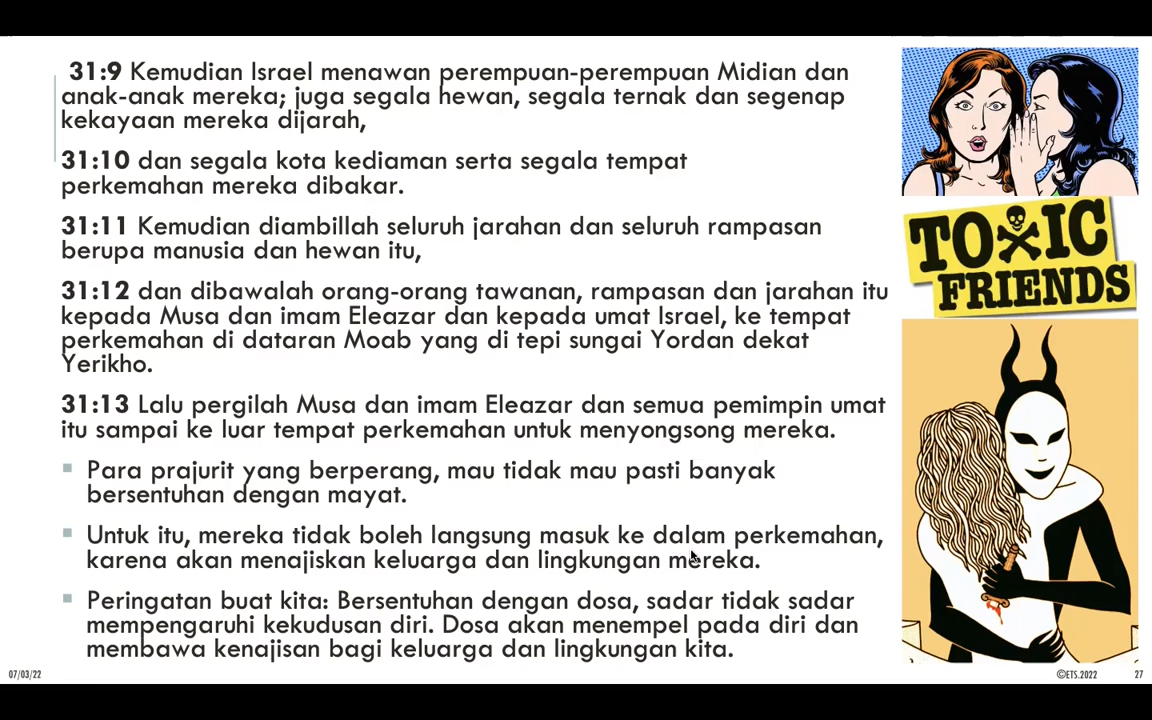 31:9 Kemudian Israel menawan perempuan-perempuan Midian dan
anak-anak mereka; juga segala hewan, segala ternak dan segenap
kekayaan mereka dijarah,
31:10 dan segala kota kediaman serta segala tempat
perkemahan mereka dibakar.
31:11 Kemudian diambillah seluruh jarahan dan seluruh rampasan
berupa manusia dan hewan itu,
31:12 dan dibawalah orang-orang tawanan, rampasan dan jarahan itu
kepada Musa dan imam Eleazar dan kepada umat Israel, ke tempat
perkemahan di dataran Moab yang di tepi sungai Yordan dekat
Yerikho.
31:13 Lalu pergilah Musa dan imam Eleazar dan semua pemimpin umat
itu sampai ke luar tempat perkemahan untuk menyongsong mereka.
Para prajurit yang berperang, mau tidak mau pasti banyak
bersentuhan dengan mayat.
Untuk itu, mereka tidak boleh langsung masuk ke dalam perkemahan,
karena akan menajiskan keluarga dan lingkungan mereka.
Peringatan buat kita: Bersentuhan dengan dosa, sadar tidak sadar
mempengaruhi kekudusan diri. Dosa akan menempel pada diri dan
membawa kenajisan bagi keluarga dan lingkungan kita.
TOXIC
FRIENDS
07/03/22
©ETS.2022
27